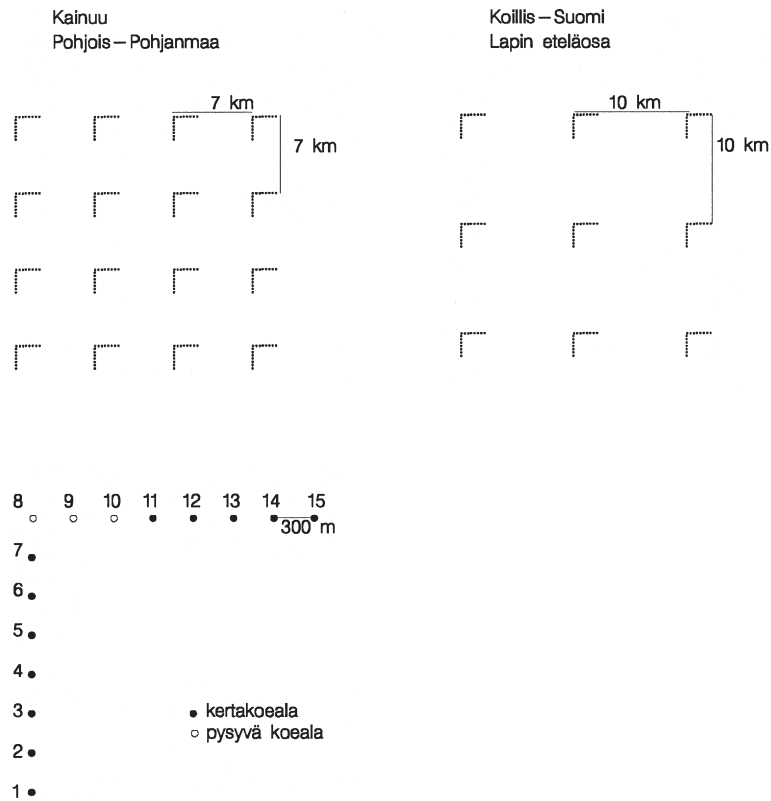 Kainuu
Pohjois–Pohjanmaa
Koillis–Suomi
Lapin eteläosa
7 km
7 km
10 km
10 km
8 9 10 11 12 13 14 15
300 m
7
6
5
4
3
2
1
kertakoeala
pysyvä koeala